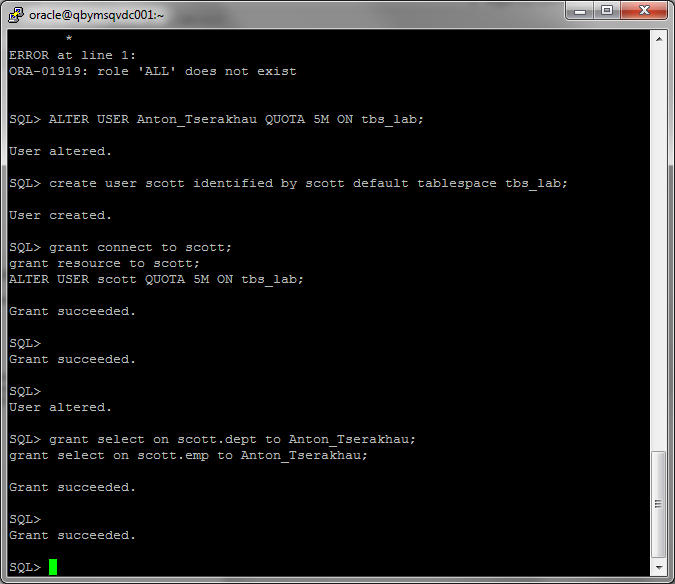 oracle@qbymsqvdc001:~
*
ERROR at line 1:
ORA-01919: role 'ALL' does not exist
SQL> ALTER USER Anton_Tserakhau QUOTA 5M ON tbs_lab;
User altered.
SQL> create user scott identified by scott default tablespace tbs_lab;
User created.
SQL> grant connect to scott;
grant resource to scott;
ALTER USER scott QUOTA 5M ON tbs_lab;
Grant succeeded.
SQL>
Grant succeeded.
SQL>
User altered.
SQL> grant select on scott.dept to Anton_Tserakhau;
grant select on scott.emp to Anton_Tserakhau;
Grant succeeded.
SQL>
Grant succeeded.
SQL>